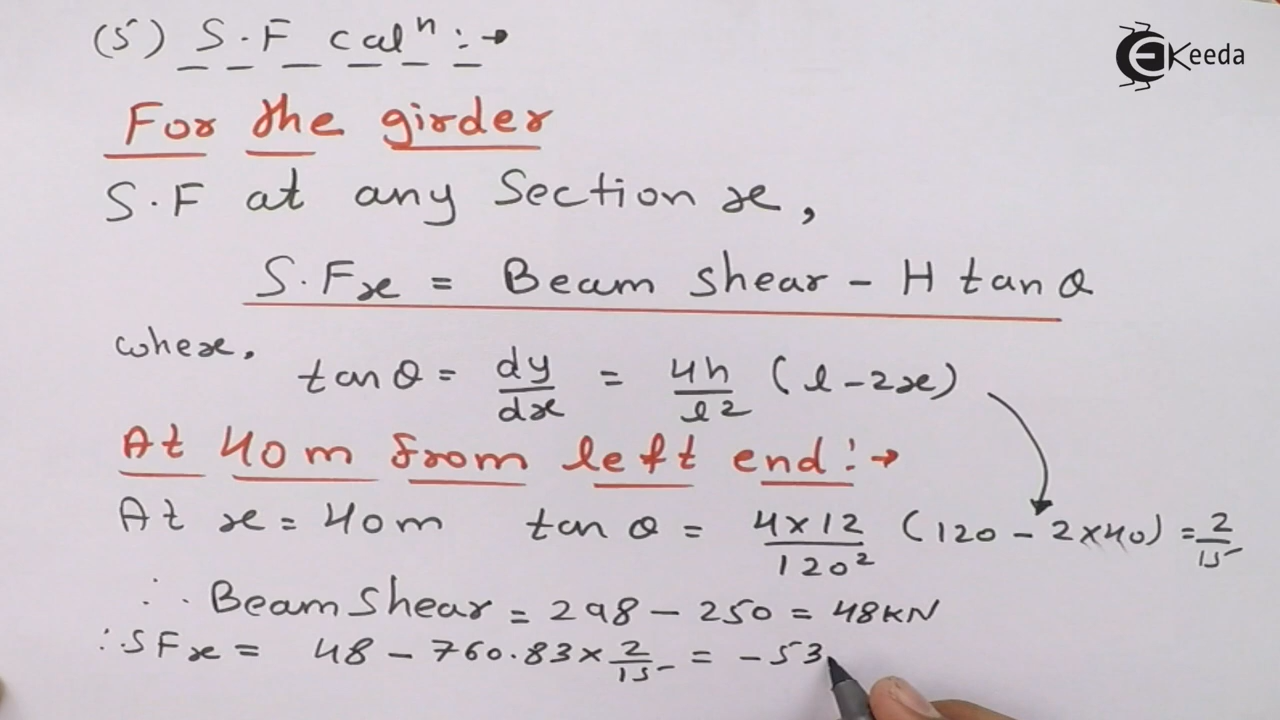 (5) S.F calⁿ :→
EKeeda
For the girder
S.F at any Section x,
S.Fx = Beam shear - H tan θ
where,
tan θ = dy/dx = 4h/l² (l - 2x)
At 40m from left end :→
At x = 40m tan θ = 4×12/120² (120 - 2×40) = 2/15
∴ Beam Shear = 298 - 250 = 48KN
∴ SFx = 48 - 760.83 × 2/15 = -53